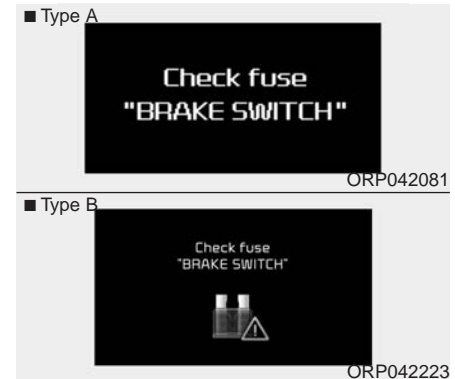 ■ Type A
Check fuse
"BRAKE SWITCH"
ORP042081
■ Type B
Check fuse
"BRAKE SWITCH"
ORP042223